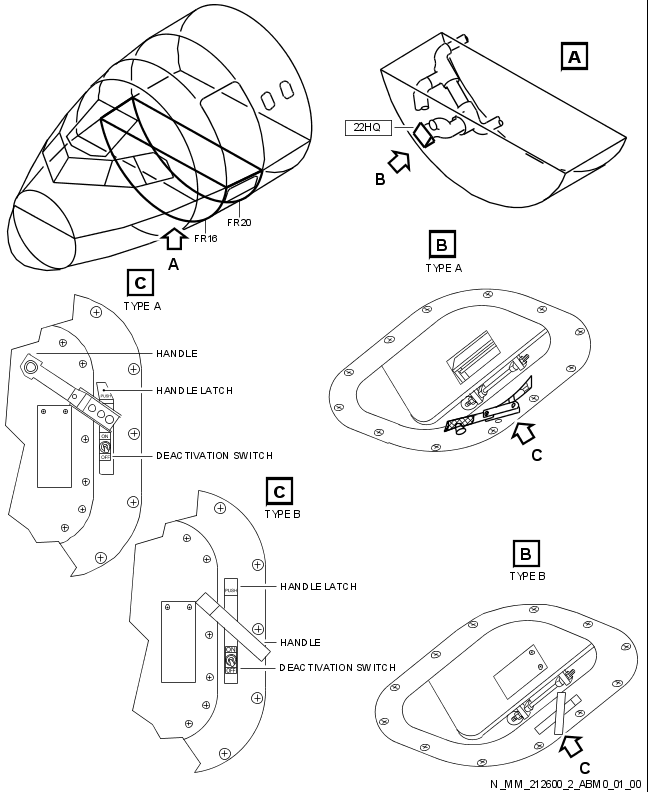 A
22HQ
B
FR20
FR16
A
B
TYPE A
C
TYPE A
HANDLE
HANDLE LATCH
PUSH
ON
OFF
DEACTIVATION SWITCH
C
C
TYPE B
B
TYPE B
HANDLE LATCH
PUSH
HANDLE
ON
OFF
DEACTIVATION SWITCH
C
N_MM_212600_2_ABM0_01_00